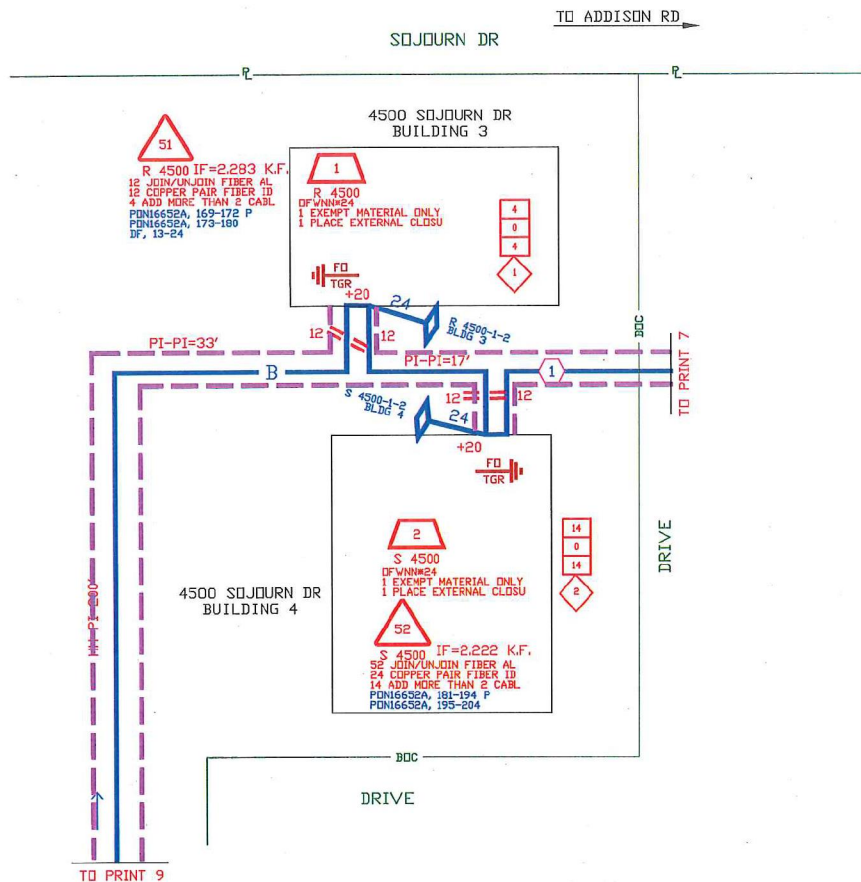 TO ADDISON RD
SOJOURN DR
PL
PL
4500 SOJOURN DR
BUILDING 3
51
R 4500 IF=2.283 K.F.
12 JOIN/UNJOIN FIBER AL
12 COPPER PAIR FIBER ID
4 ADD MORE THAN 2 CABL
PON16652A, 169-172 P
PON16652A, 173-180
DF, 13-24
1
R 4500
DFWNN#24
1 EXEMPT MATERIAL ONLY
1 PLACE EXTERNAL CLOSU
4
0
4
1
FO
TGR
+20
24
R 4500-1-2
BLDG 3
12
12
PI-PI=33'
PI-PI=17'
BOC
TO PRINT 7
B
1
S 4500-1-2
BLDG 4
12
12
24
+20
FO
TGR
2
S 4500
DFWNN#24
1 EXEMPT MATERIAL ONLY
1 PLACE EXTERNAL CLOSU
14
0
14
2
DRIVE
4500 SOJOURN DR
BUILDING 4
HH-PI=200'
52
S 4500 IF=2.222 K.F.
52 JOIN/UNJOIN FIBER AL
24 COPPER PAIR FIBER ID
14 ADD MORE THAN 2 CABL
PON16652A, 181-194 P
PON16652A, 195-204
BOC
DRIVE
TO PRINT 9